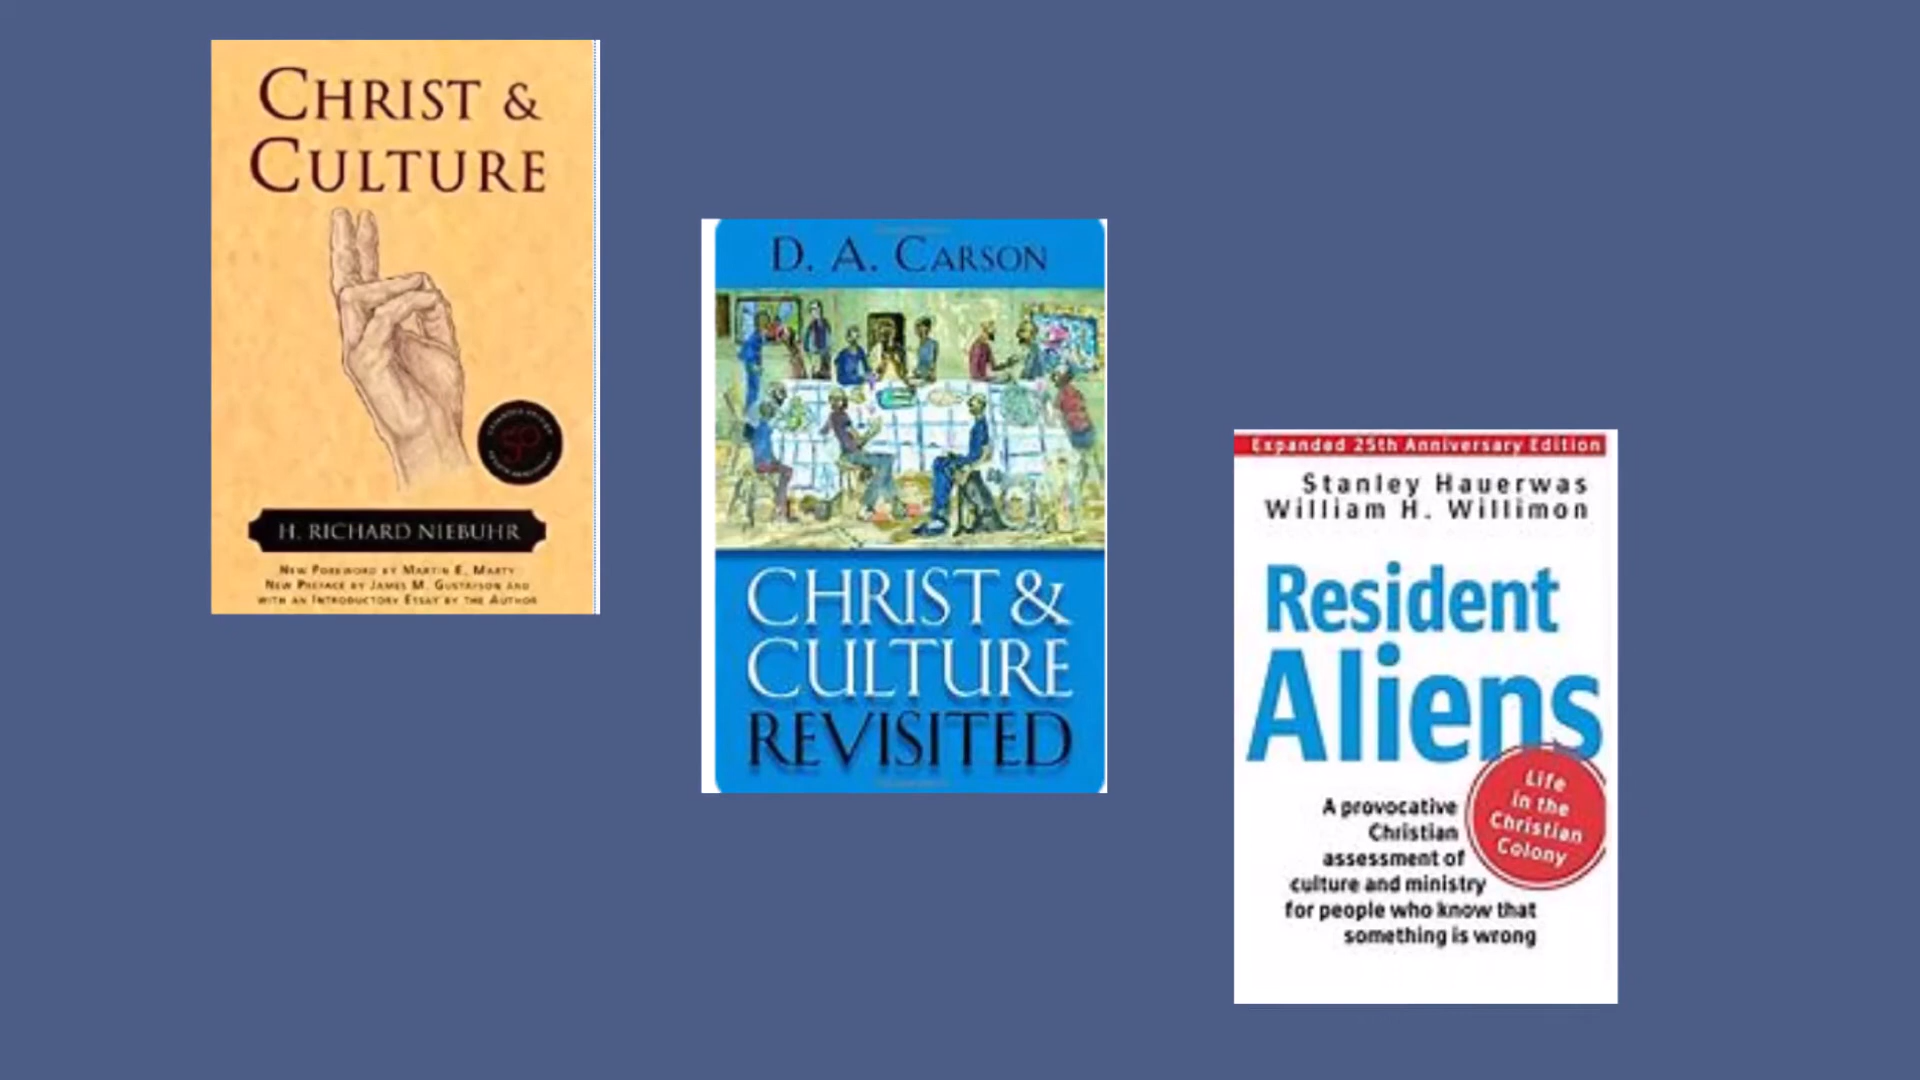 CHRIST &
CULTURE
50
H. RICHARD NIEBUHR
NEW FOREWORD BY MARTIN E. MARTY
NEW PREFACE BY JAMES M. GUSTAFSON AND
WITH AN INTRODUCTORY ESSAY BY THE AUTHOR
D. A. CARSON
CHRIST &
CULTURE
REVISITED
Expanded 25th Anniversary Edition
Stanley Hauerwas
William H. Willimon
Resident
Aliens
Life
in the
Christian
Colony
A provocative
Christian
assessment of
culture and ministry
for people who know that
something is wrong